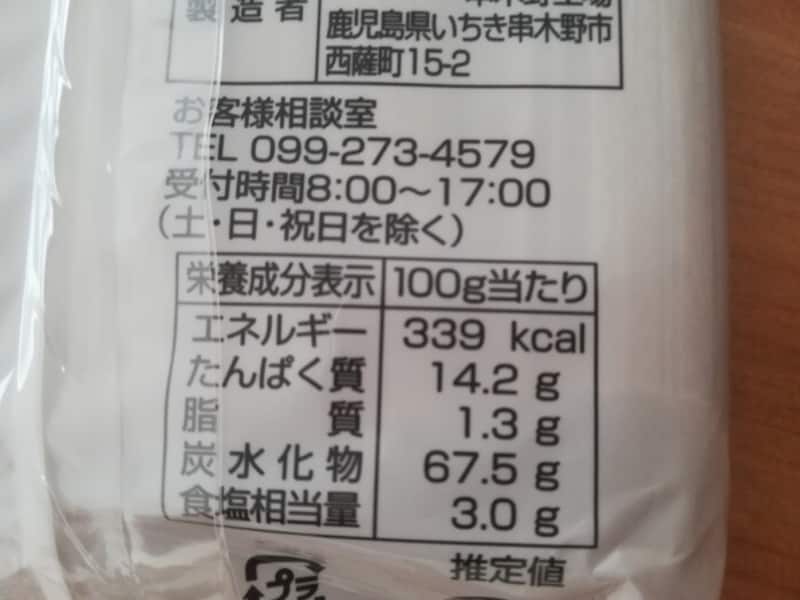 製造者
鹿児島県いちき串木野市
西薩町15-2
お客様相談室
TEL 099-273-4579
受付時間8:00〜17:00
(土・日・祝日を除く)
栄養成分表示 100g当たり
エネルギー 339 kcal
たんぱく質 14.2 g
脂質 1.3 g
炭水化物 67.5 g
食塩相当量 3.0 g
推定値
プラ